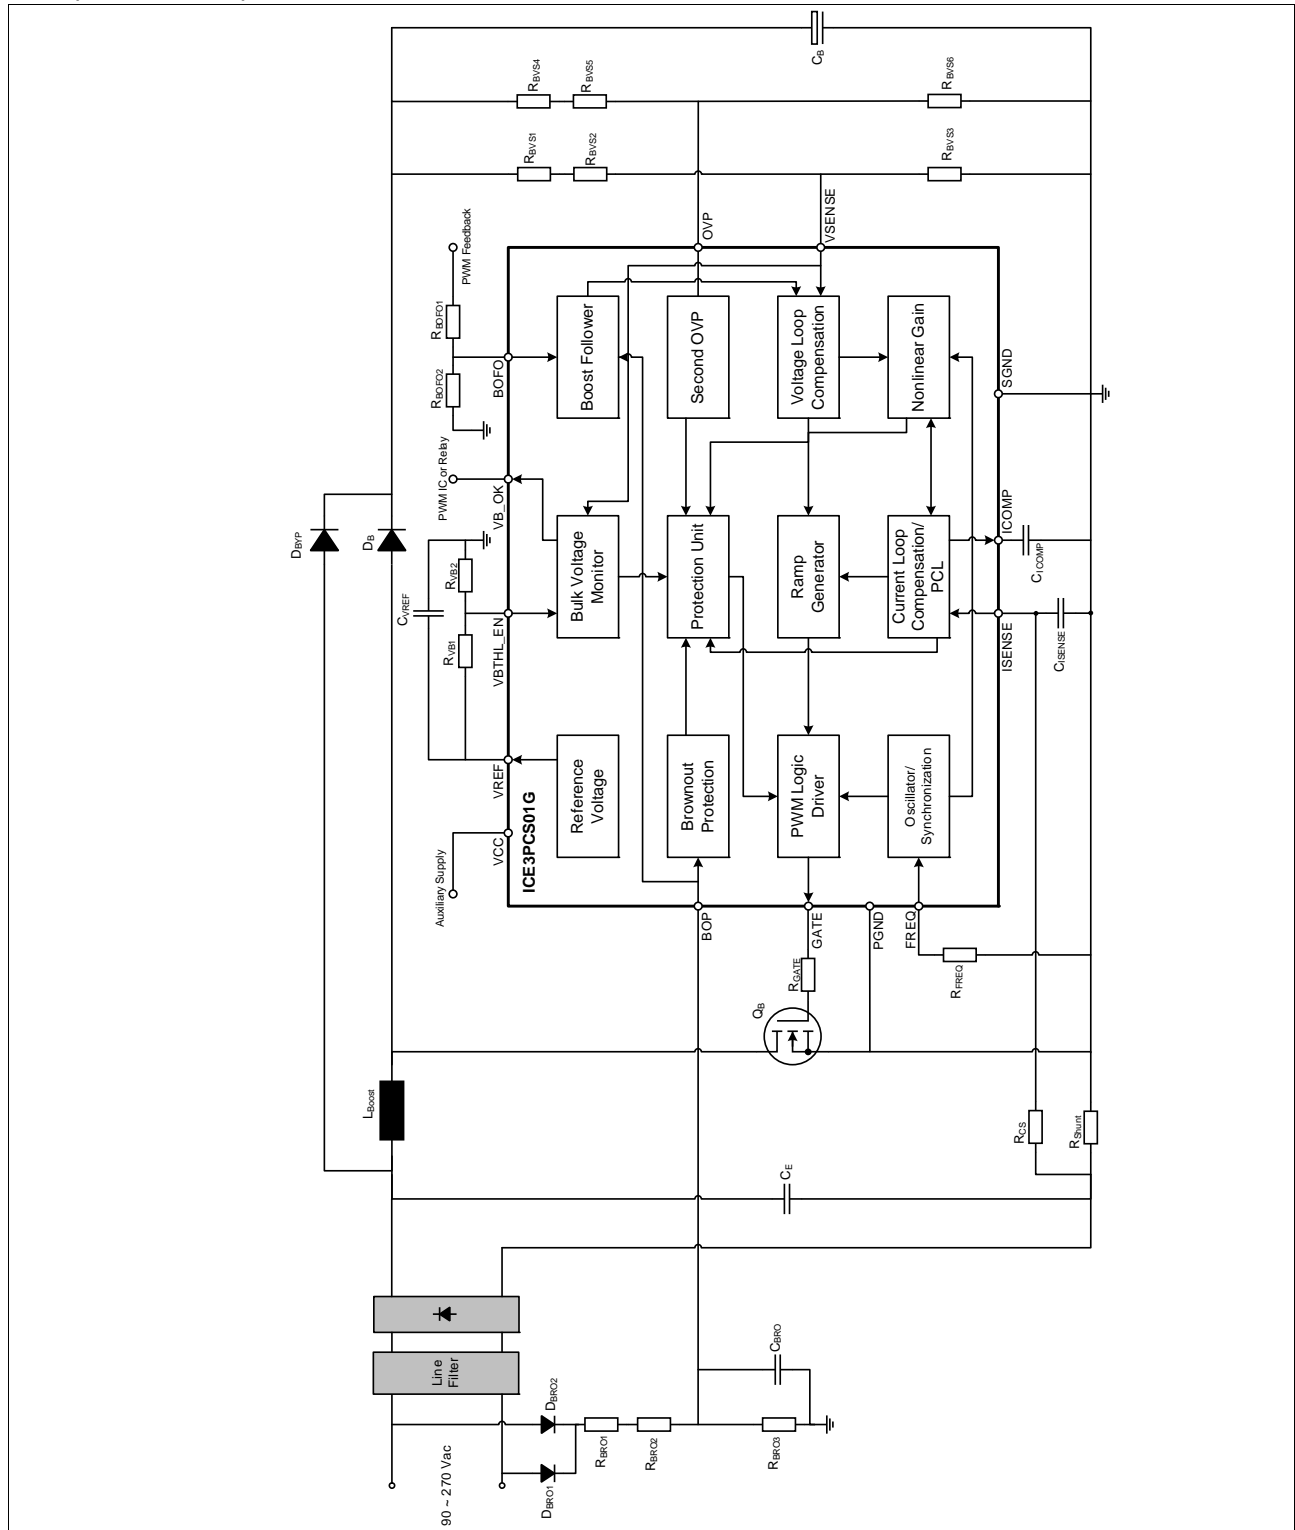 90 ~ 270 Vac
Line
Filter
DBRO1
DBRO2
RBRO1
RBRO2
RBRO3
CBRO
CE
LBoost
DBYP
DB
QB
RGATE
RCS
RShunt
RFREQ
Auxiliary Supply
CVREF
RVB1
RVB2
PWM IC or Relay
RBOFO2
RBOFO1
PWM Feedback
VCC
VREF
VBTHL_EN
VB_OK
BOFO
ICE3PCS01G
Reference
Voltage
Bulk Voltage
Monitor
Boost Follower
Brownout
Protection
Protection Unit
Second OVP
PWM Logic
Driver
Ramp
Generator
Voltage Loop
Compensation
Oscillator/
Synchronization
Current Loop
Compensation/
PCL
Nonlinear Gain
BOP
GATE
PGND
FREQ
OVP
VSENSE
ISENSE
ICOMP
SGND
CISENSE
CICOMP
RBVS1
RBVS2
RBVS3
RBVS4
RBVS5
RBVS6
CB